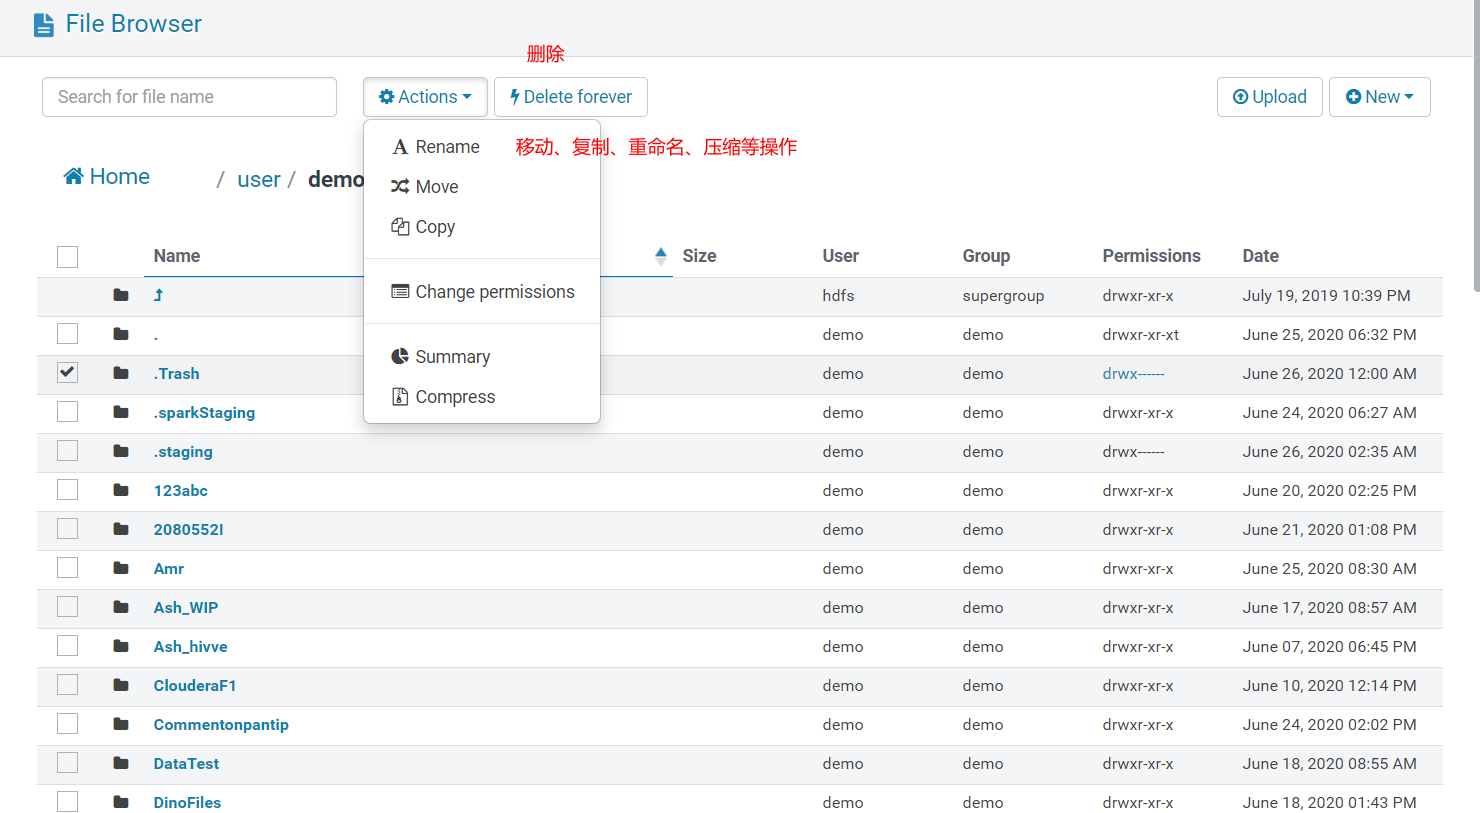 File Browser
删除
Search for file name
Actions
Delete forever
Upload
New
Rename
移动、复制、重命名、压缩等操作
Home / user / demo
Move
Copy
Name Size User Group Permissions Date
Change permissions
hdfs supergroup drwxr-xr-x July 19, 2019 10:39 PM
. demo demo drwxr-xr-xt June 25, 2020 06:32 PM
Summary
.Trash demo demo drwx------ June 26, 2020 12:00 AM
Compress
.sparkStaging demo demo drwxr-xr-x June 24, 2020 06:27 AM
.staging demo demo drwx------ June 26, 2020 02:35 AM
123abc demo demo drwxr-xr-x June 20, 2020 02:25 PM
2080552I demo demo drwxr-xr-x June 21, 2020 01:08 PM
Amr demo demo drwxr-xr-x June 25, 2020 08:30 AM
Ash_WIP demo demo drwxr-xr-x June 17, 2020 08:57 AM
Ash_hivve demo demo drwxr-xr-x June 07, 2020 06:45 PM
ClouderaF1 demo demo drwxr-xr-x June 10, 2020 12:14 PM
Commentonpantip demo demo drwxr-xr-x June 24, 2020 02:02 PM
DataTest demo demo drwxr-xr-x June 18, 2020 08:55 AM
DinoFiles demo demo drwxr-xr-x June 18, 2020 01:43 PM